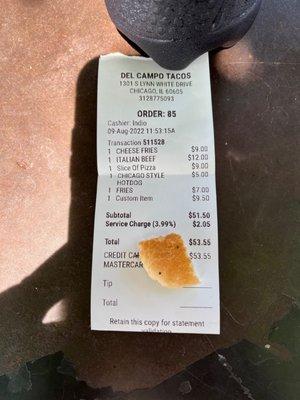 DEL CAMPO TACOS
1301 S LYNN WHITE DRIVE
CHICAGO, IL 60605
3128775093
ORDER: 85
Cashier: Indio
09-Aug-2022 11:53:15A
Transaction 511528
1 CHEESE FRIES $9.00
1 ITALIAN BEEF $12.00
1 Slice Of Pizza $9.00
1 CHICAGO STYLE $5.00
HOTDOG
1 FRIES $7.00
1 Custom Item $9.50
Subtotal $51.50
Service Charge (3.99%) $2.05
Total $53.55
CREDIT CA $53.55
MASTERCAR
Tip
Total
Retain this copy for statement
validation